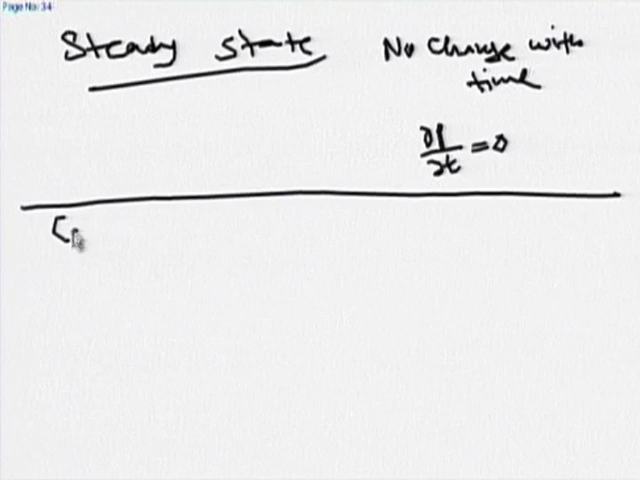 Page No: 34
Steady state
No Change with
time
∂f/∂t = 0